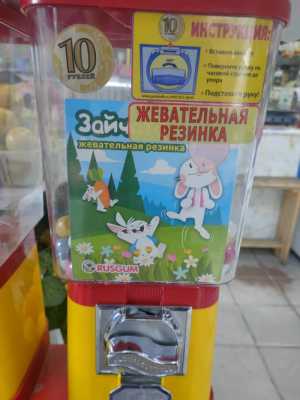 10
РУБЛЕЙ
10
ИНСТРУКЦИЯ:
• Вставьте монету
• Поверните ручку по
часовой стрелке до
упора
• Подставьте руку!
ЖЕВАТЕЛЬНАЯ
РЕЗИНКА
Зайч
жевательная резинка
RUSGUM